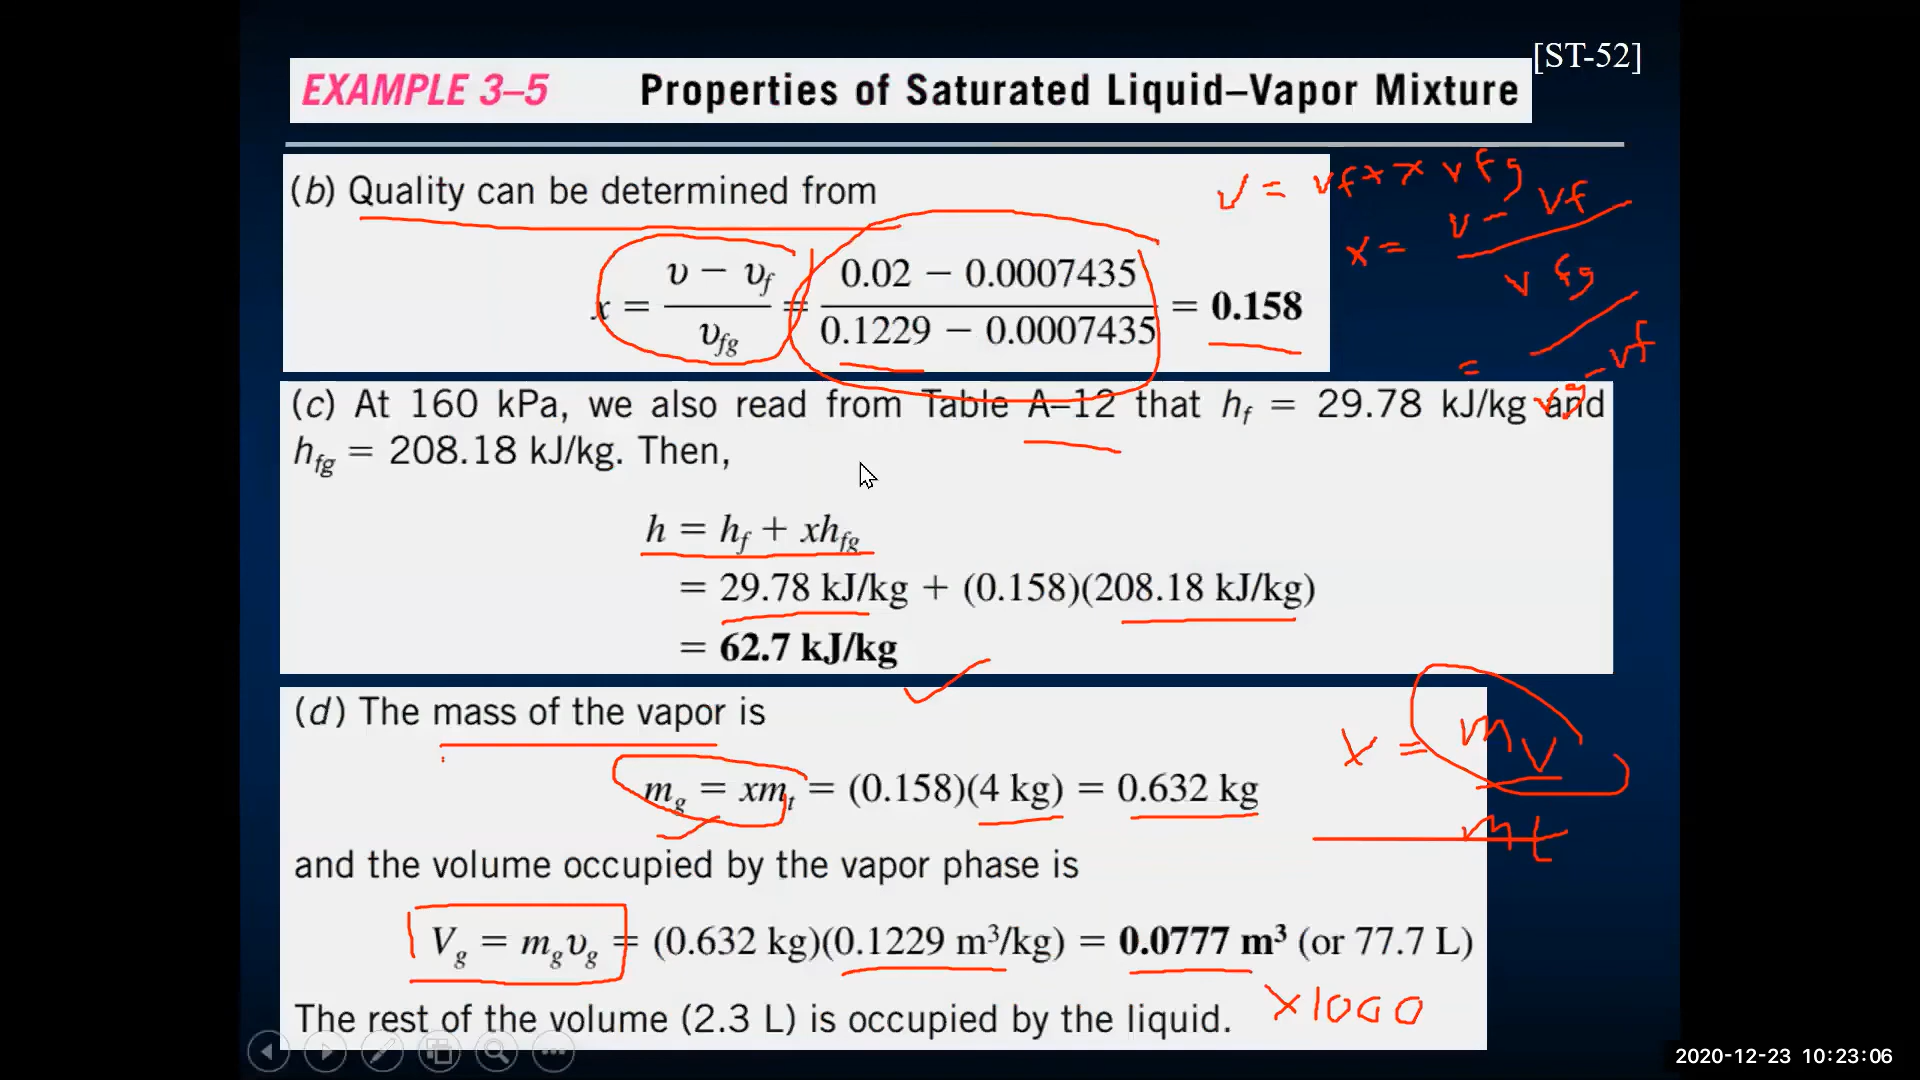 [ST-52]
EXAMPLE 3–5 Properties of Saturated Liquid–Vapor Mixture
(b) Quality can be determined from
v = vf + x vfg
x = v - vf / vfg
= / vg - vf
x = (υ − υf) / υfg = (0.02 − 0.0007435) / (0.1229 − 0.0007435) = 0.158
(c) At 160 kPa, we also read from Table A–12 that hf = 29.78 kJ/kg and
hfg = 208.18 kJ/kg. Then,
h = hf + xhfg
= 29.78 kJ/kg + (0.158)(208.18 kJ/kg)
= 62.7 kJ/kg
(d) The mass of the vapor is
x = mv / mt
mg = xmt = (0.158)(4 kg) = 0.632 kg
and the volume occupied by the vapor phase is
Vg = mgυg = (0.632 kg)(0.1229 m³/kg) = 0.0777 m³ (or 77.7 L)
x1000
The rest of the volume (2.3 L) is occupied by the liquid.
2020-12-23 10:23:06